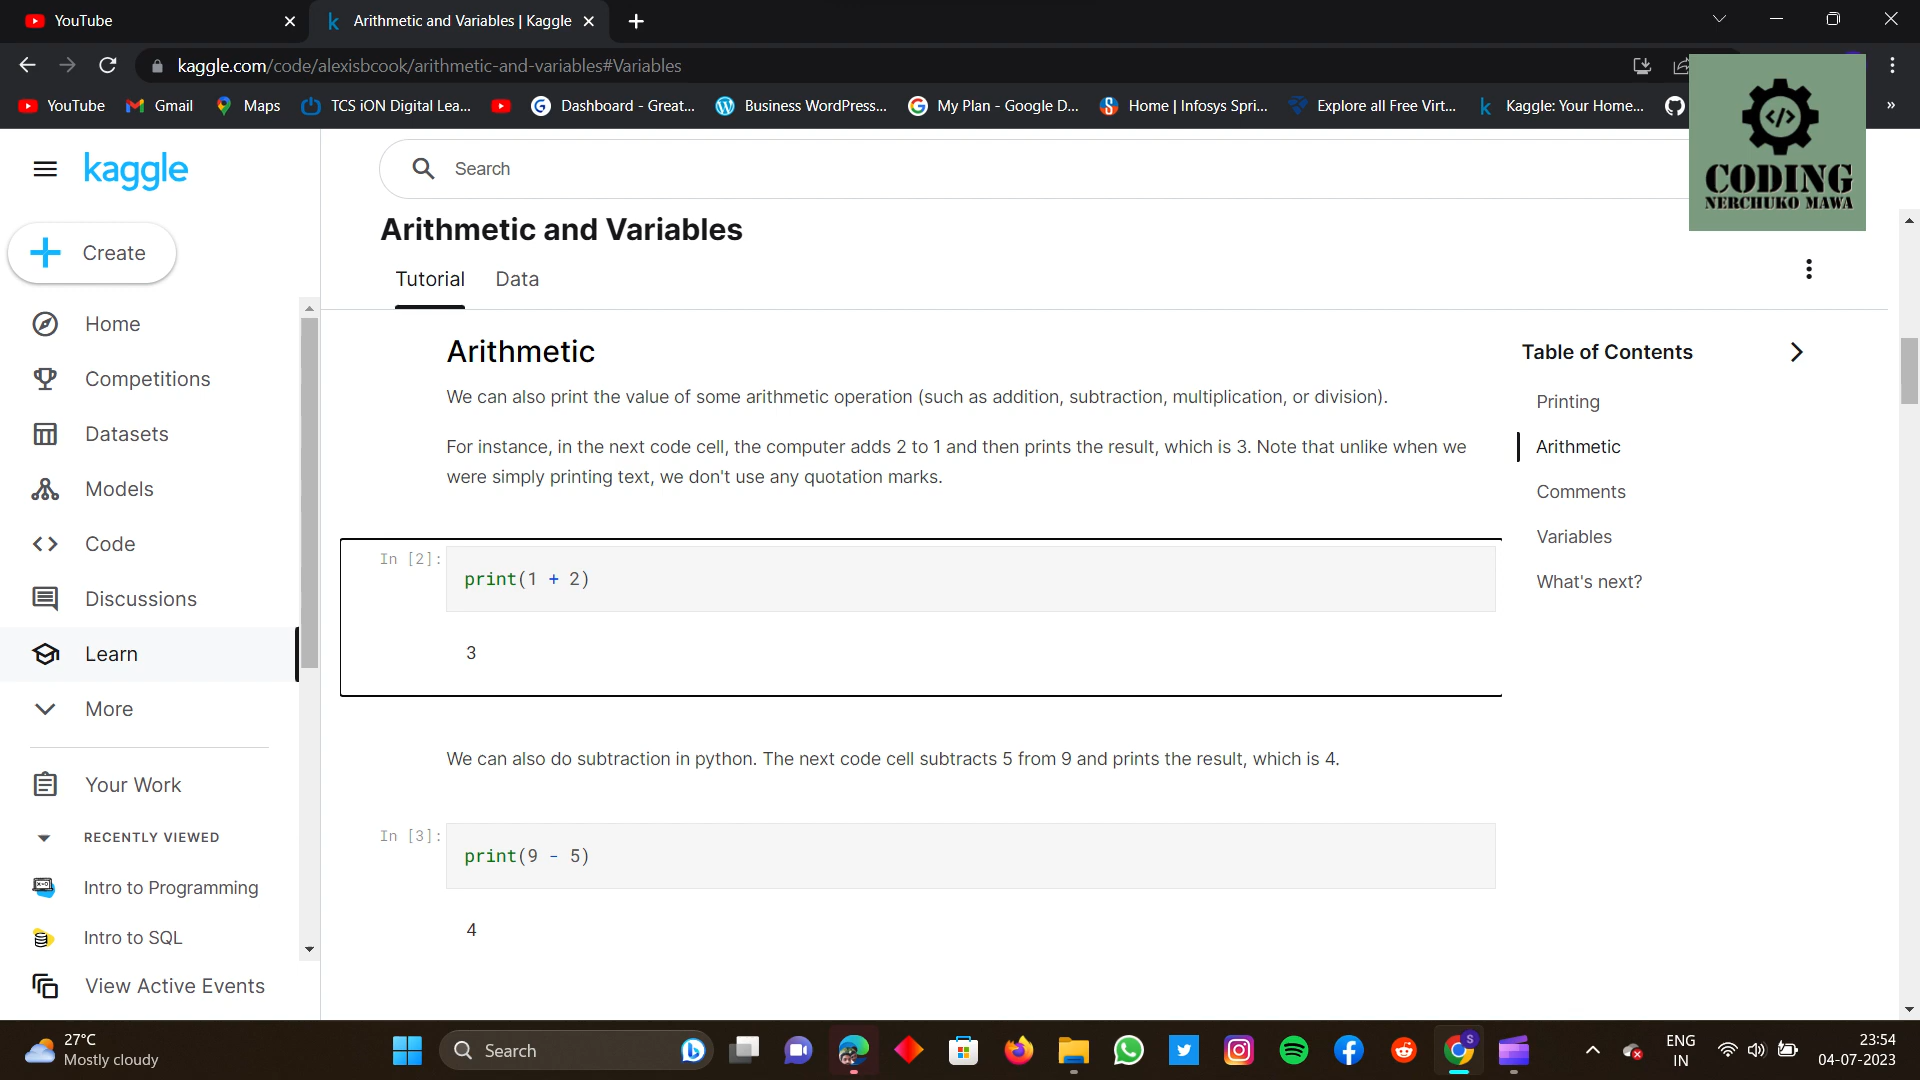 YouTube
Arithmetic and Variables | Kaggle
kaggle.com/code/alexisbcook/arithmetic-and-variables#Variables
YouTube
Gmail
Maps
TCS iON Digital Lea...
Dashboard - Great...
Business WordPress...
My Plan - Google D...
Home | Infosys Spri...
Explore all Free Virt...
Kaggle: Your Home...
»
</>
CODING
NERCHUKO MAWA
kaggle
Search
Create
Arithmetic and Variables
Tutorial
Data
Home
Competitions
Datasets
Models
Code
Discussions
Learn
More
Your Work
RECENTLY VIEWED
Intro to Programming
Intro to SQL
View Active Events
Arithmetic
We can also print the value of some arithmetic operation (such as addition, subtraction, multiplication, or division).
For instance, in the next code cell, the computer adds 2 to 1 and then prints the result, which is 3. Note that unlike when we
were simply printing text, we don't use any quotation marks.
In [2]:
print(1 + 2)
3
We can also do subtraction in python. The next code cell subtracts 5 from 9 and prints the result, which is 4.
In [3]:
print(9 - 5)
4
Table of Contents
Printing
Arithmetic
Comments
Variables
What's next?
27°C
Mostly cloudy
Search
S
ENG
IN
23:54
04-07-2023